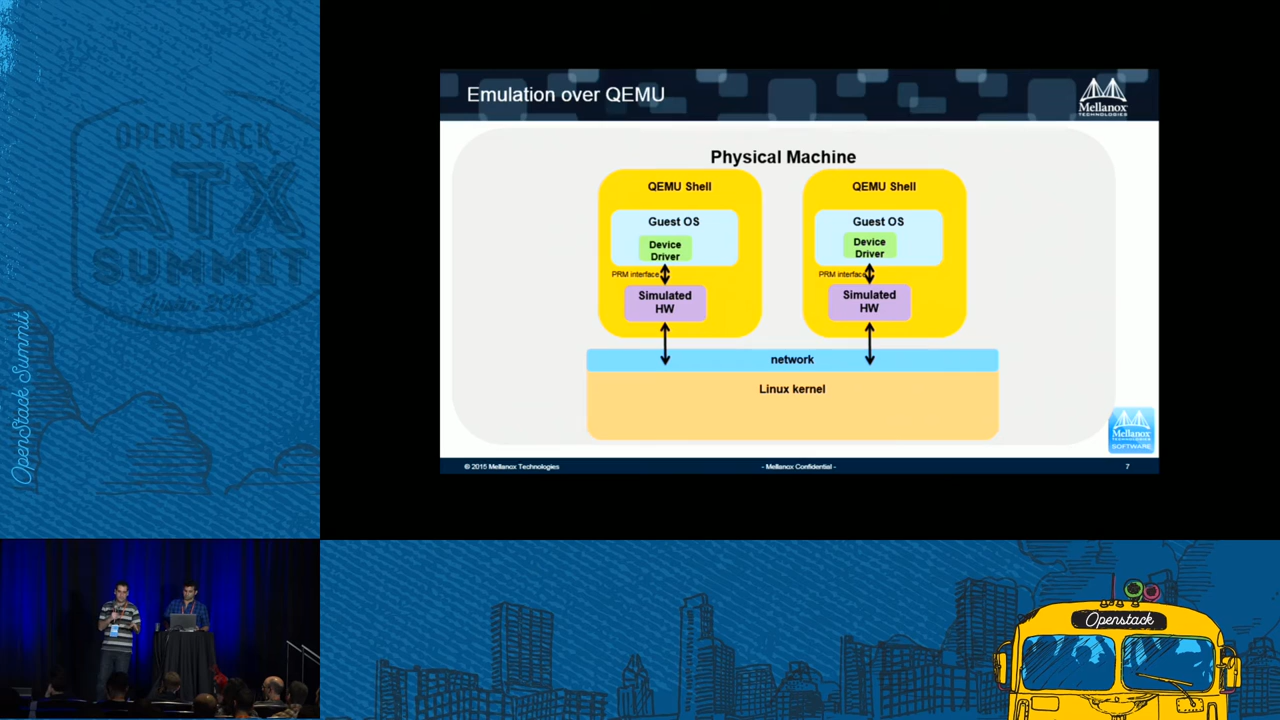 OPENSTACK
ATX
SUMMIT
OpenStack Summit
Emulation over QEMU
Mellanox
TECHNOLOGIES
Physical Machine
QEMU Shell
Guest OS
Device
Driver
PRM interface
Simulated
HW
QEMU Shell
Guest OS
Device
Driver
PRM interface
Simulated
HW
network
Linux kernel
Mellanox
TECHNOLOGIES
SOFTWARE
© 2015 Mellanox Technologies
- Mellanox Confidential -
7
Openstack